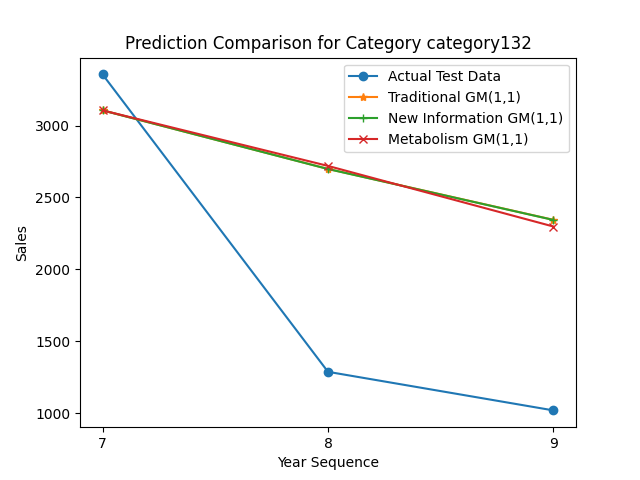 Prediction Comparison for Category category132
Actual Test Data
Traditional GM(1,1)
New Information GM(1,1)
Metabolism GM(1,1)
3000
2500
2000
1500
1000
Sales
7
8
9
Year Sequence